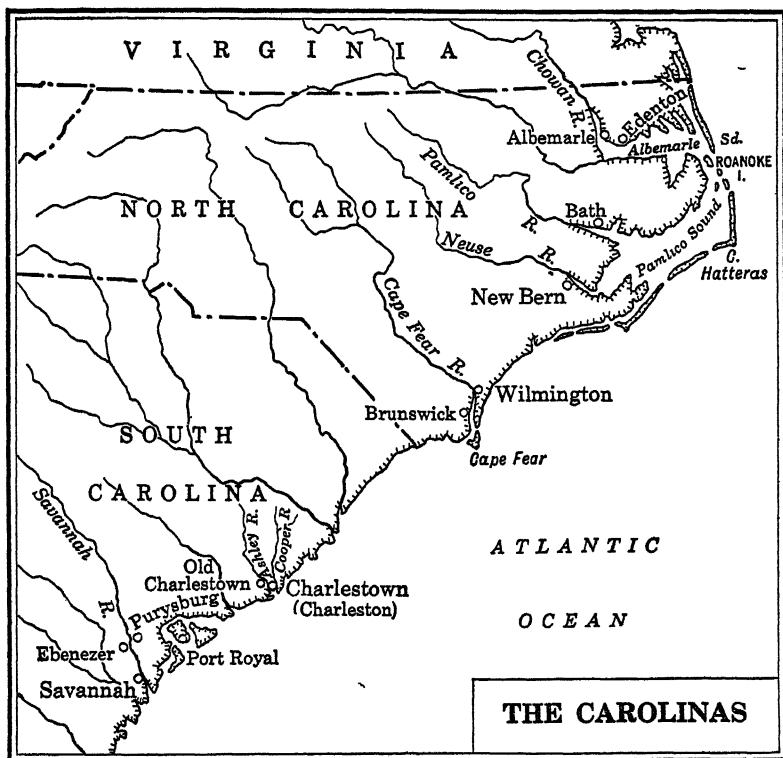 VIRGINIA
Chowan R.
Edenton
Albemarle
Albemarle Sd.
ROANOKE
I.
Pamlico R.
NORTH CAROLINA
Bath
Neuse R.
Pamlico Sound
C.
Hatteras
New Bern
Cape Fear R.
Wilmington
Brunswick
Cape Fear
SOUTH
CAROLINA
Savannah R.
Ashley R.
Cooper R
Old
Charlestown
Charlestown
(Charleston)
Purysburg
Ebenezer
Port Royal
Savannah
ATLANTIC
OCEAN
THE CAROLINAS